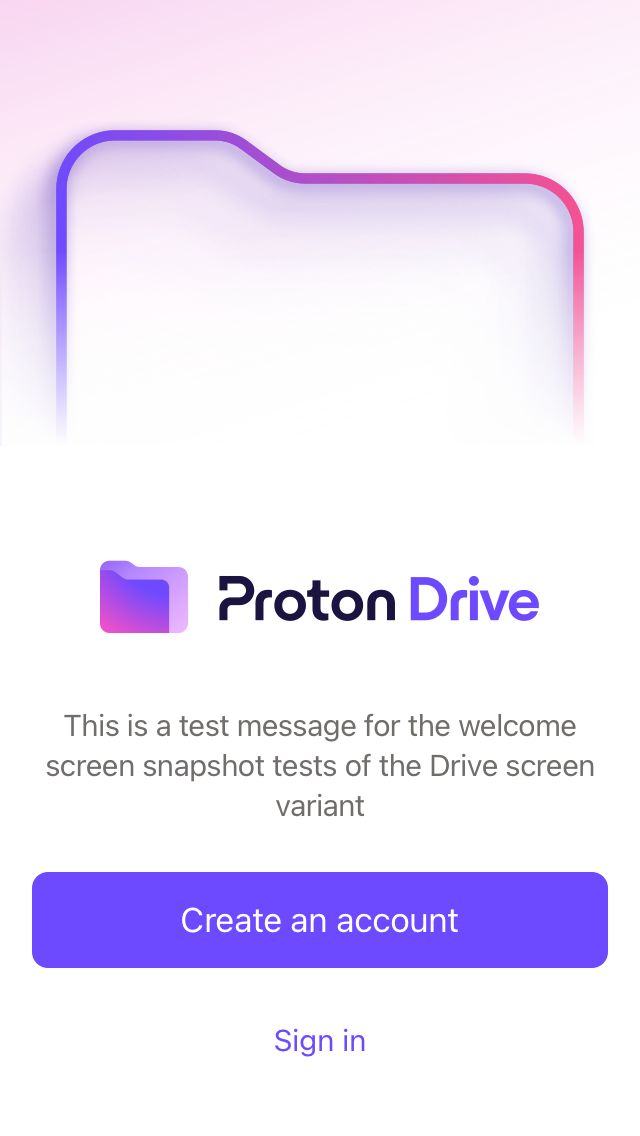 Proton Drive
This is a test message for the welcome
screen snapshot tests of the Drive screen
variant
Create an account
Sign in